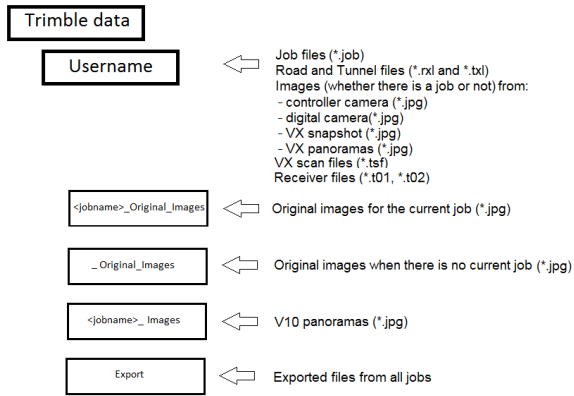 Trimble data
Username
Job files (*.job)
Road and Tunnel files (*.rxl and *.txl)
Images (whether there is a job or not) from:
- controller camera (*.jpg)
- digital camera(*.jpg)
- VX snapshot (*.jpg)
- VX panoramas (*.jpg)
VX scan files (*.tsf)
Receiver files (*.t01, *.t02)
<jobname>_Original_Images
Original images for the current job (*.jpg)
_ Original_Images
Original images when there is no current job (*.jpg)
<jobname>_ Images
V10 panoramas (*.jpg)
Export
Exported files from all jobs